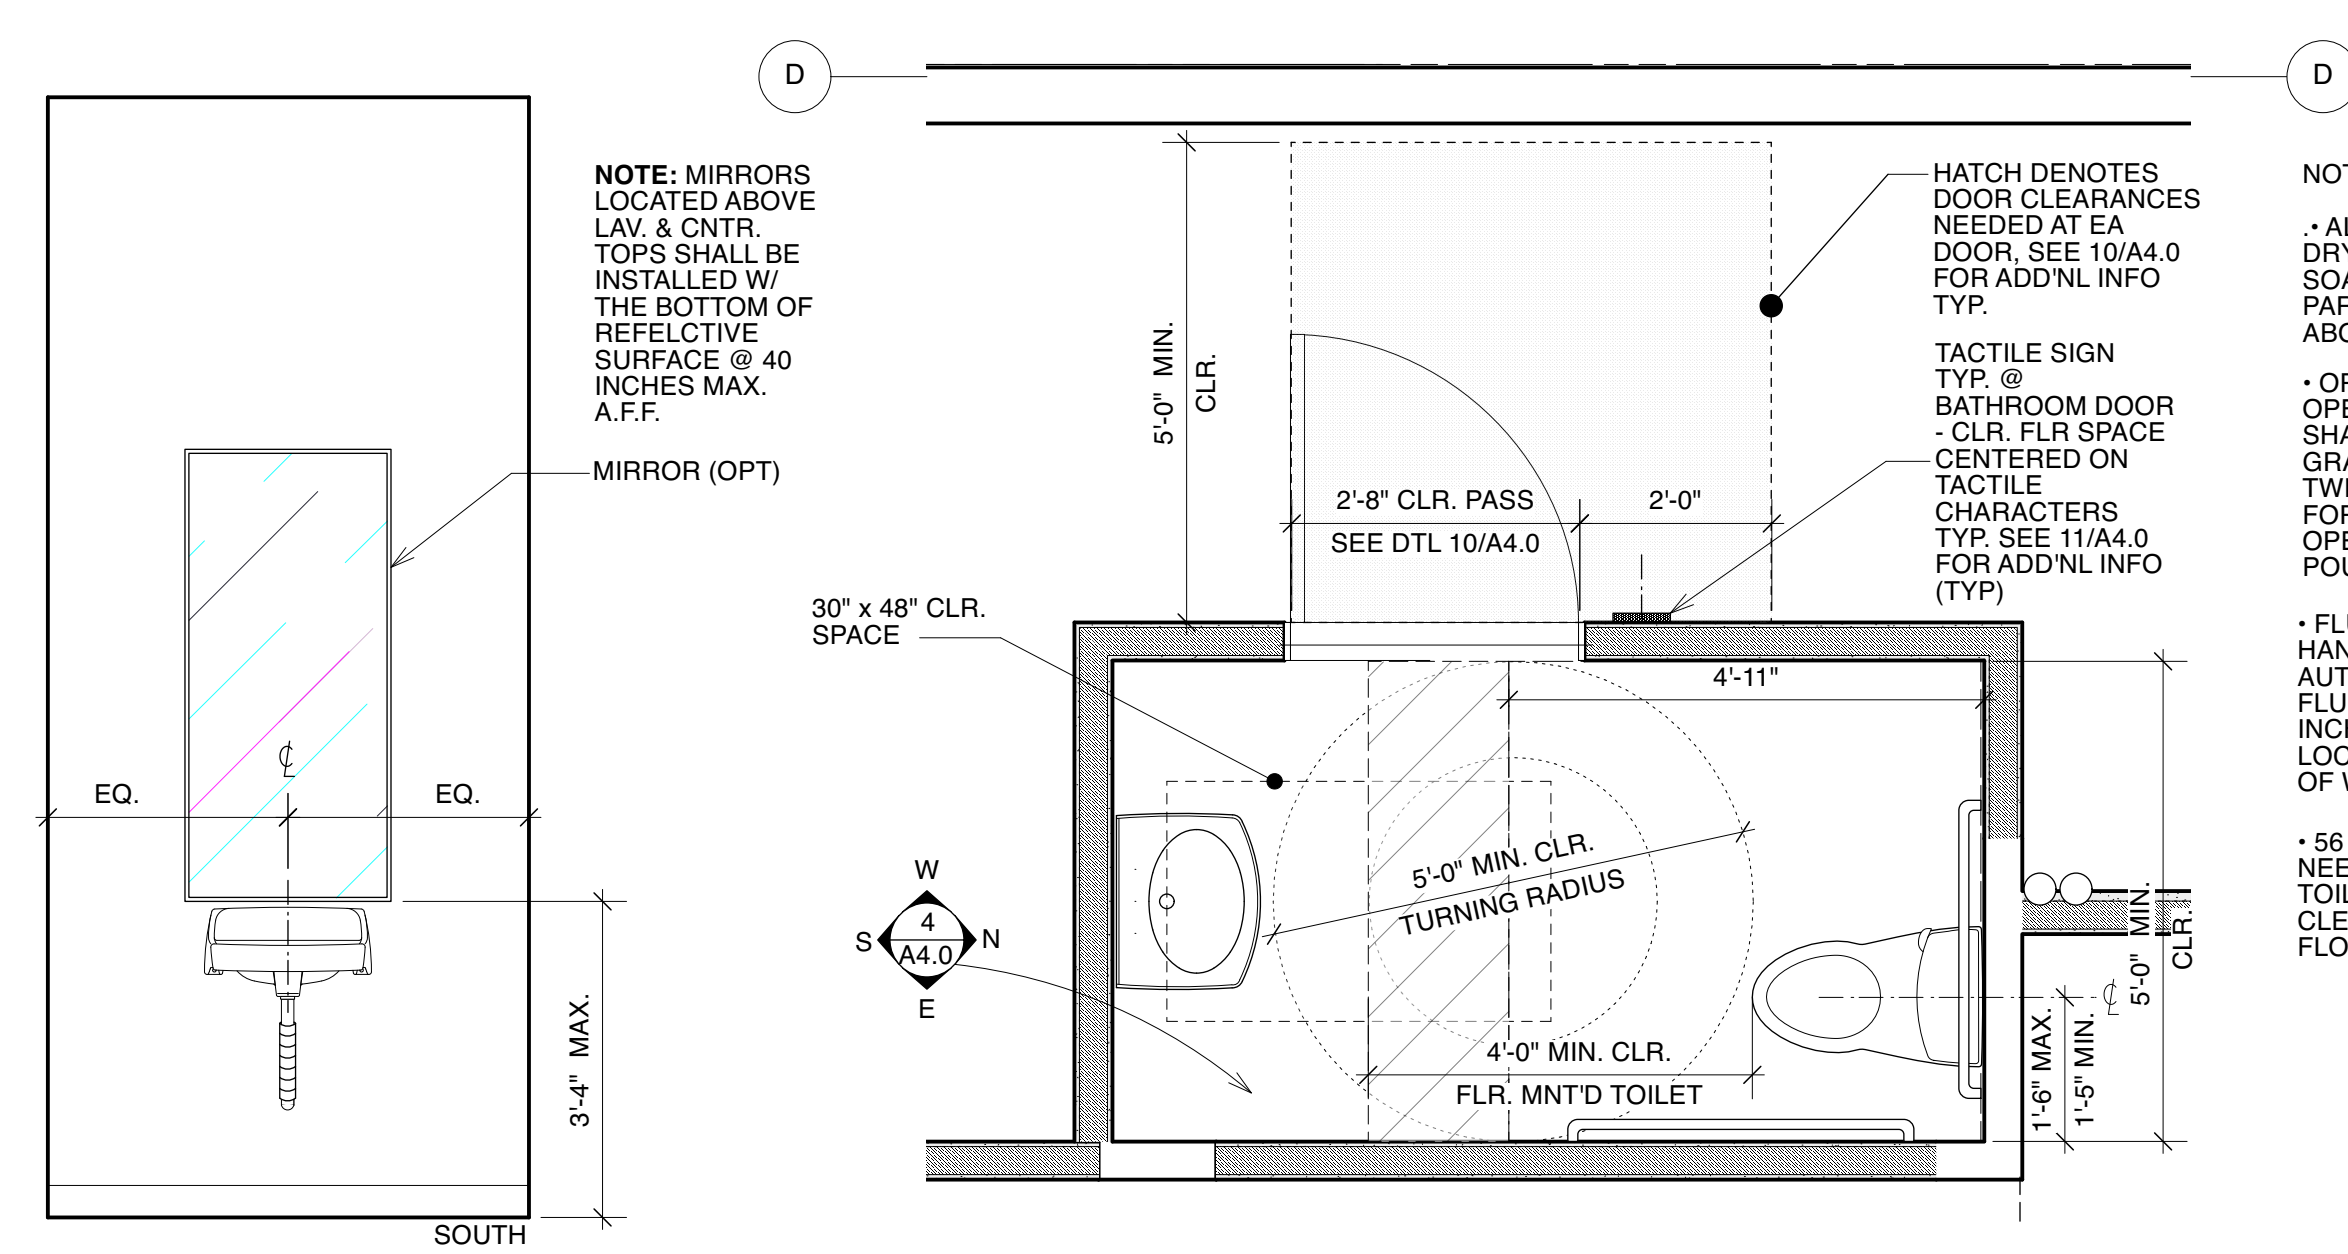 D
D
NOTE: MIRRORS
LOCATED ABOVE
LAV. & CNTR.
TOPS SHALL BE
INSTALLED W/
THE BOTTOM OF
REFELCTIVE
SURFACE @ 40
INCHES MAX.
A.F.F.
MIRROR (OPT)
EQ.
EQ.
3'-4" MAX.
SOUTH
5'-0" MIN.
CLR.
2'-8" CLR. PASS
SEE DTL 10/A4.0
2'-0"
HATCH DENOTES
DOOR CLEARANCES
NEEDED AT EA
DOOR, SEE 10/A4.0
FOR ADD'NL INFO
TYP.
TACTILE SIGN
TYP. @
BATHROOM DOOR
- CLR. FLR SPACE
CENTERED ON
TACTILE
CHARACTERS
TYP. SEE 11/A4.0
FOR ADD'NL INFO
(TYP)
30" x 48" CLR.
SPACE
4'-11"
5'-0" MIN. CLR.
TURNING RADIUS
W
S
4
A4.0
N
E
4'-0" MIN. CLR.
FLR. MNT'D TOILET
1'-6" MAX.
1'-5" MIN.
5'-0" MIN.
CLR.
• 56